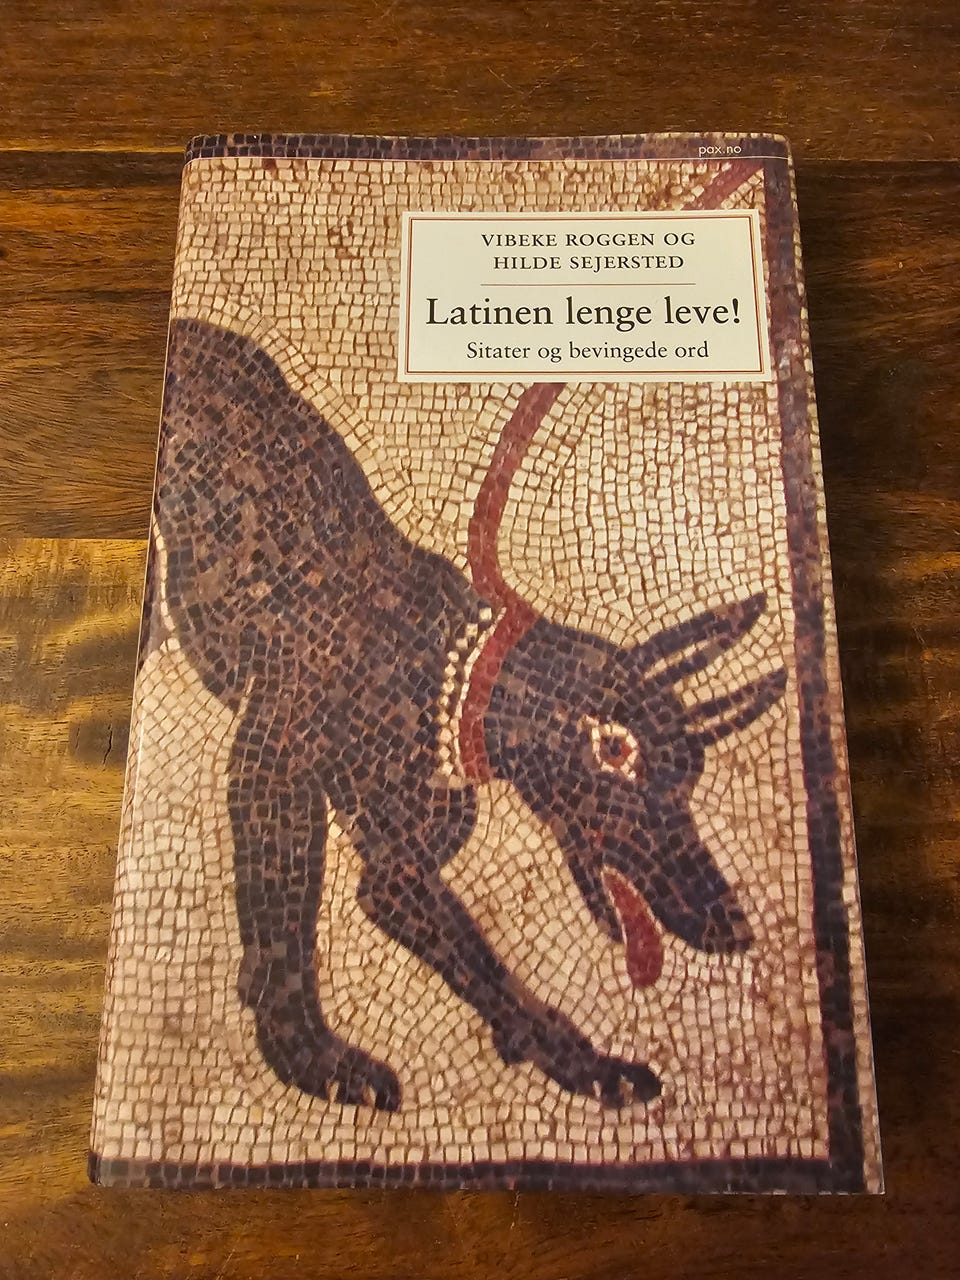 pax.no
VIBEKE ROGGEN OG
HILDE SEJERSTED
Latinen lenge leve!
Sitater og bevingede ord